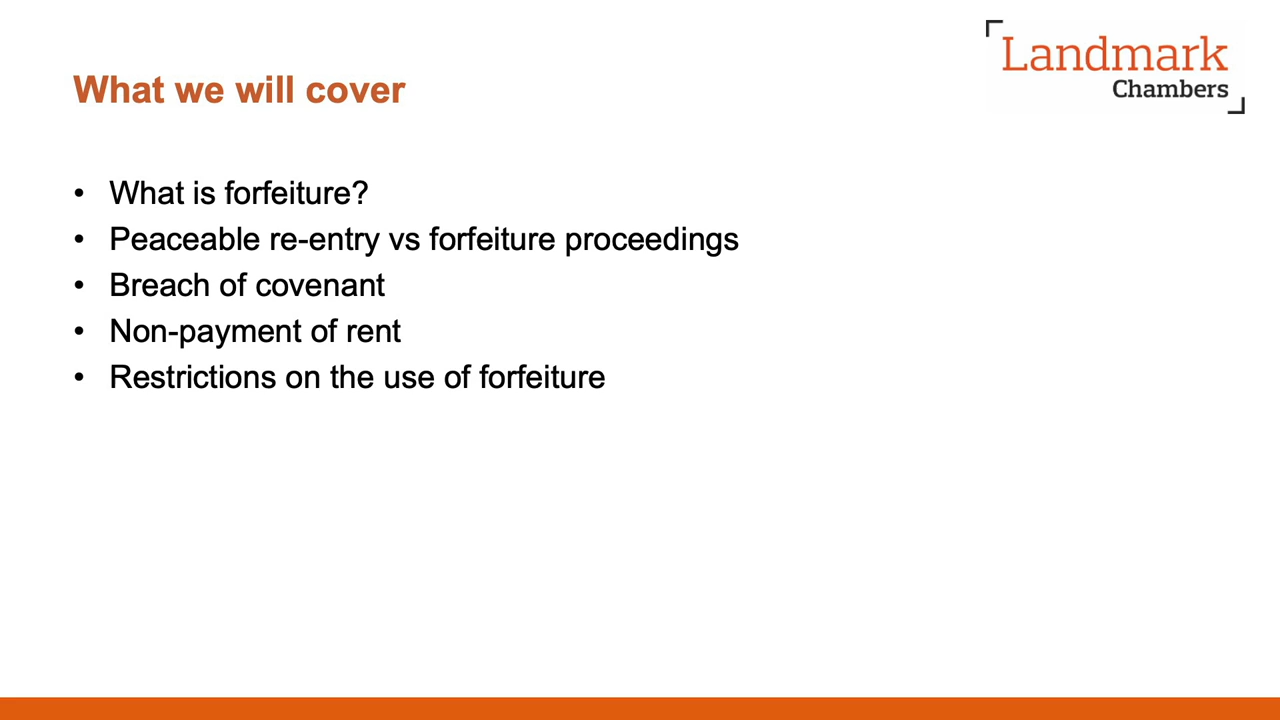 Landmark
Chambers
What we will cover
• What is forfeiture?
• Peaceable re-entry vs forfeiture proceedings
• Breach of covenant
• Non-payment of rent
• Restrictions on the use of forfeiture